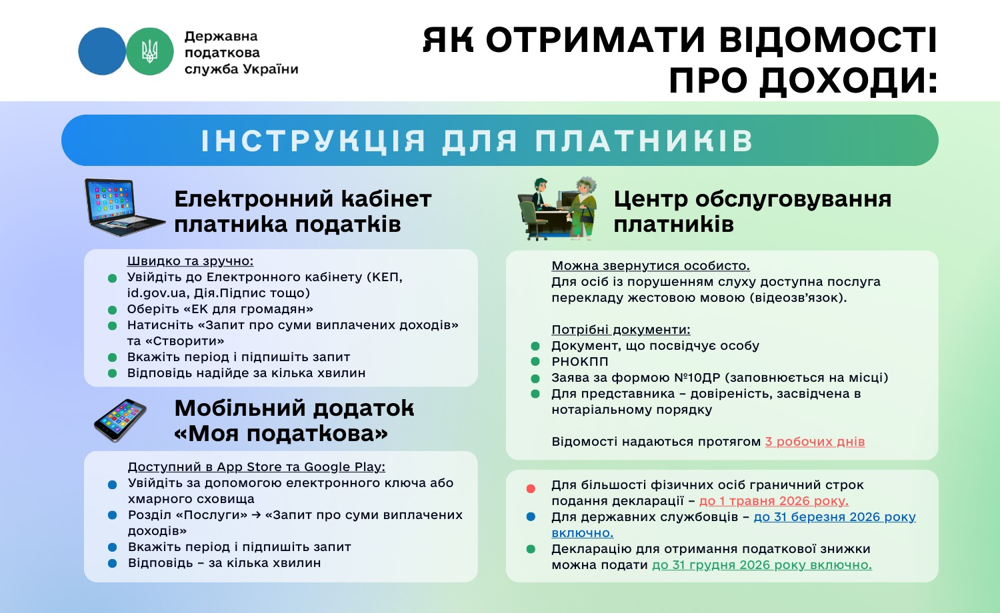 Державна
податкова
служба України
ЯК ОТРИМАТИ ВІДОМОСТІ
ПРО ДОХОДИ:
ІНСТРУКЦІЯ ДЛЯ ПЛАТНИКІВ
Електронний кабінет
платника податків
Швидко та зручно:
Увійдіть до Електронного кабінету (КЕП,
id.gov.ua, Дія.Підпис тощо)
Оберіть «ЕК для громадян»
Натисніть «Запит про суми виплачених доходів»
та «Створити»
Вкажіть період і підпишіть запит
Відповідь надійде за кілька хвилин
Мобільний додаток
«Моя податкова»
Доступний в App Store та Google Play:
Увійдіть за допомогою електронного ключа або
хмарного сховища
Розділ «Послуги» → «Запит про суми виплачених
доходів»
Вкажіть період і підпишіть запит
Відповідь – за кілька хвилин
Центр обслуговування
платників
Можна звернутися особисто.
Для осіб із порушенням слуху доступна послуга
перекладу жестовою мовою (відеозв’язок).
Потрібні документи:
Документ, що посвідчує особу
РНОКПП
Заява за формою №10ДР (заповнюється на місці)
Для представника – довіреність, засвідчена в
нотаріальному порядку
Відомості надаються протягом 3 робочих днів
Для більшості фізичних осіб граничний строк
подання декларації – до 1 травня 2026 року.
Для державних службовців – до 31 березня 2026 року
включно.
Декларацію для отримання податкової знижки
можна подати до 31 грудня 2026 року включно.